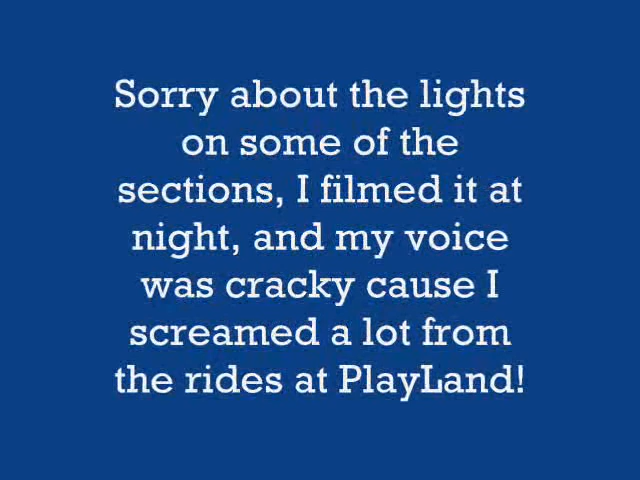 Sorry about the lights
on some of the
sections, I filmed it at
night, and my voice
was cracky cause I
screamed a lot from
the rides at PlayLand!